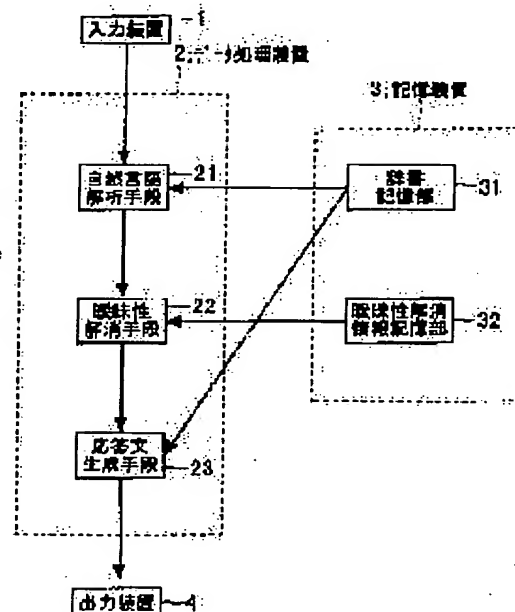 入力装置
1
2;データ処理装置
3;記憶装置
自然言語
解析手段
21
辞書
記憶部
31
曖昧性
解消手段
22
曖昧性解消
情報記憶部
32
応答文
生成手段
23
出力装置
4